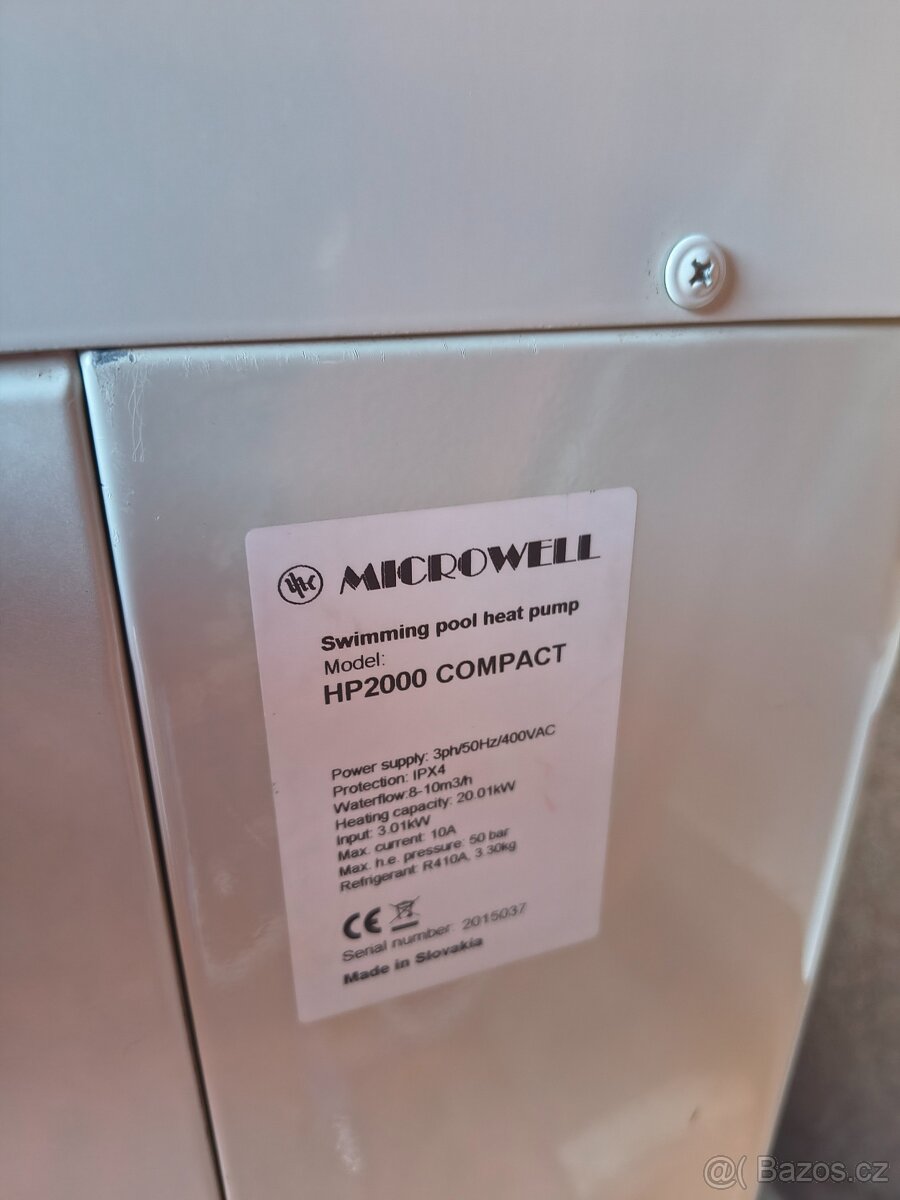 MICROWELL
Swimming pool heat pump
Model:
HP2000 COMPACT
Power supply: 3ph/50Hz/400VAC
Protection: IPX4
Waterflow:8-10m3/h
Heating capacity: 20.01kW
Input: 3.01kW
Max. current: 10A
Max. h.e. pressure: 50 bar
Refrigerant: R410A, 3.30kg
CE
Serial number: 2015037
Made in Slovakia
@( Bazos.cz